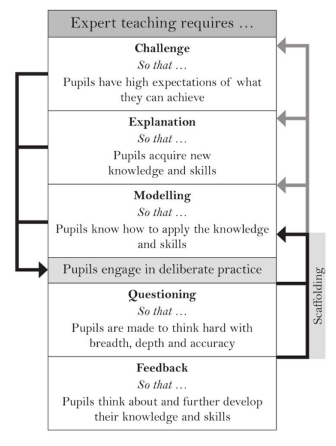 Expert teaching requires …
Challenge
So that …
Pupils have high expectations of what
they can achieve
Explanation
So that …
Pupils acquire new
knowledge and skills
Modelling
So that …
Pupils know how to apply the knowledge
and skills
Pupils engage in deliberate practice
Questioning
So that …
Pupils are made to think hard with
breadth, depth and accuracy
Feedback
So that …
Pupils think about and further develop
their knowledge and skills
Scaffolding